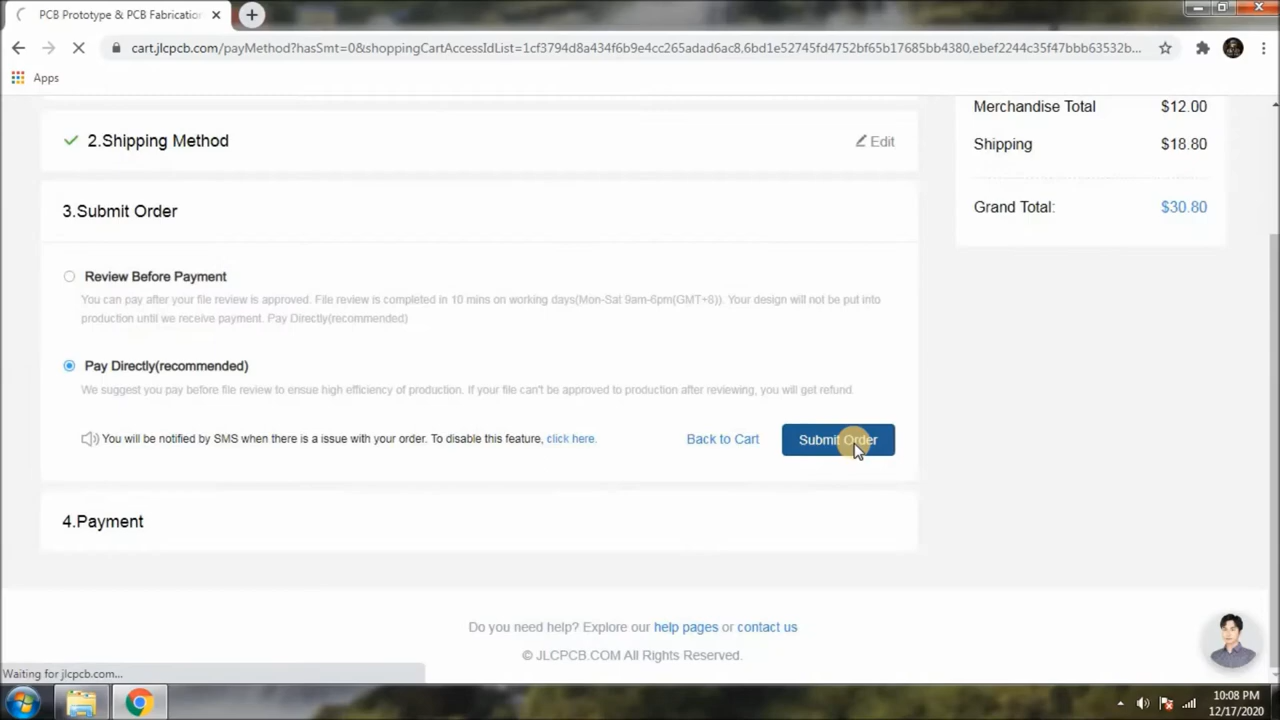 PCB Prototype & PCB Fabrication
cart.jlcpcb.com/payMethod?hasSmt=0&shoppingCartAccessIdList=1cf3794d8a434f6b9e4cc265adad6ac8,6bd1e52745fd4752bf65b17685bb4380,ebef2244c35f47bbb63532b...
Apps
Merchandise Total $12.00
2.Shipping Method Edit
Shipping $18.80
3.Submit Order
Grand Total: $30.80
Review Before Payment
You can pay after your file review is approved. File review is completed in 10 mins on working days(Mon-Sat 9am-6pm(GMT+8)). Your design will not be put into
production until we receive payment. Pay Directly(recommended)
Pay Directly(recommended)
We suggest you pay before file review to ensure high efficiency of production. If your file can't be approved to production after reviewing, you will get refund.
You will be notified by SMS when there is a issue with your order. To disable this feature, click here.
Back to Cart
Submit Order
4.Payment
Do you need help? Explore our help pages or contact us
© JLCPCB.COM All Rights Reserved.
Waiting for jlcpcb.com...
10:08 PM
12/17/2020